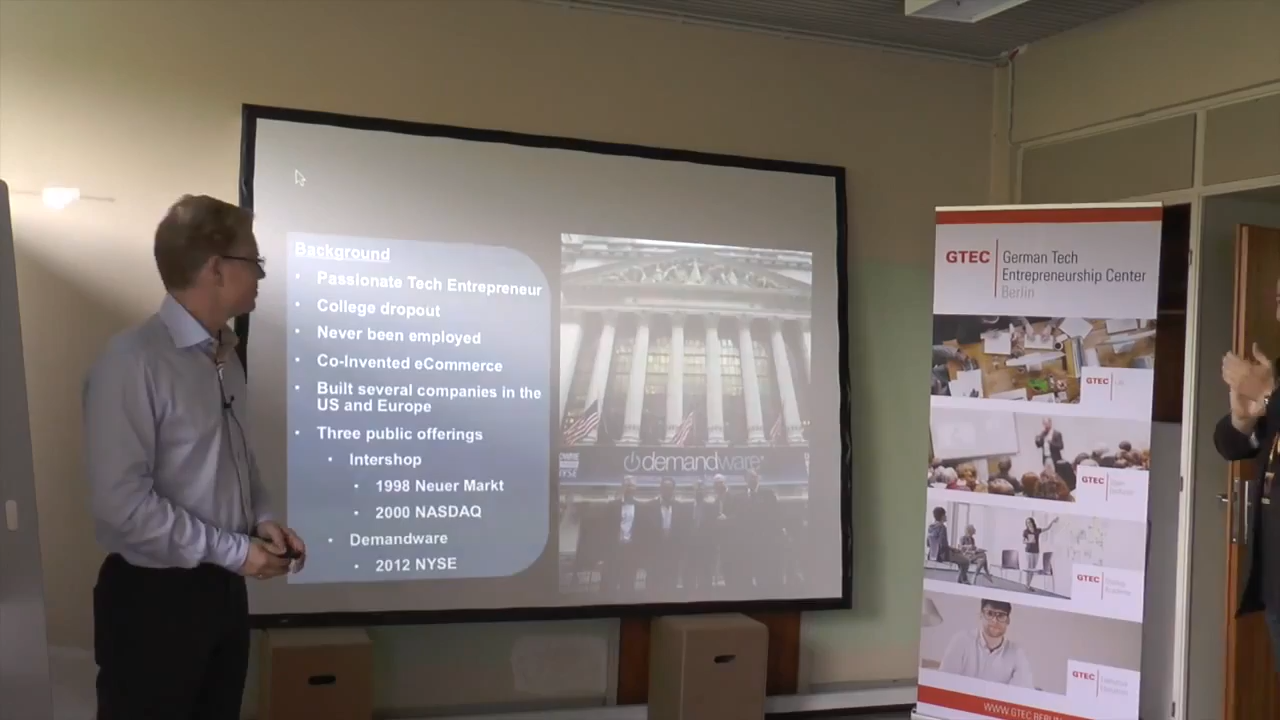 Background
• Passionate Tech Entrepreneur
• College dropout
• Never been employed
• Co-Invented eCommerce
• Built several companies in the
US and Europe
• Three public offerings
• Intershop
• 1998 Neuer Markt
• 2000 NASDAQ
• Demandware
• 2012 NYSE
demandware
NYSE
GTEC
German Tech
Entrepreneurship Center
Berlin
GTEC
GTEC
GTEC
GTEC
WWW.GTEC.BERLIN